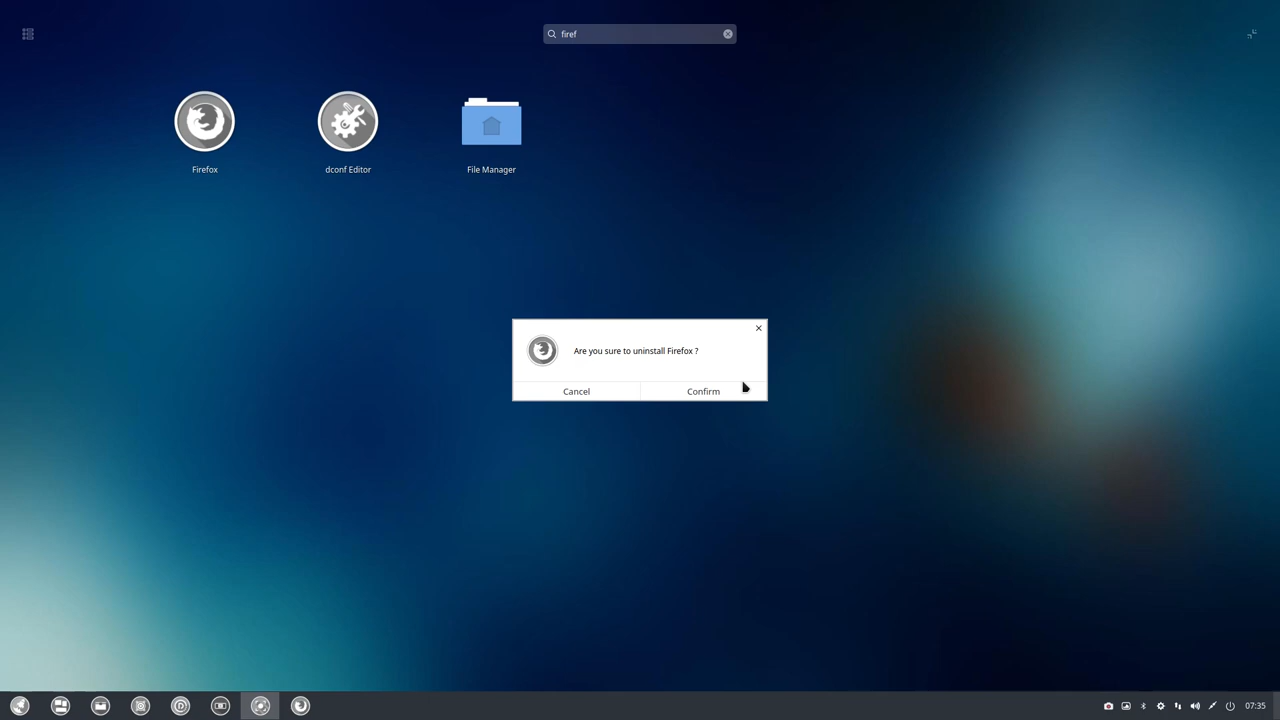 firef
Firefox
dconf Editor
File Manager
Are you sure to uninstall Firefox ?
Cancel
Confirm
07:35